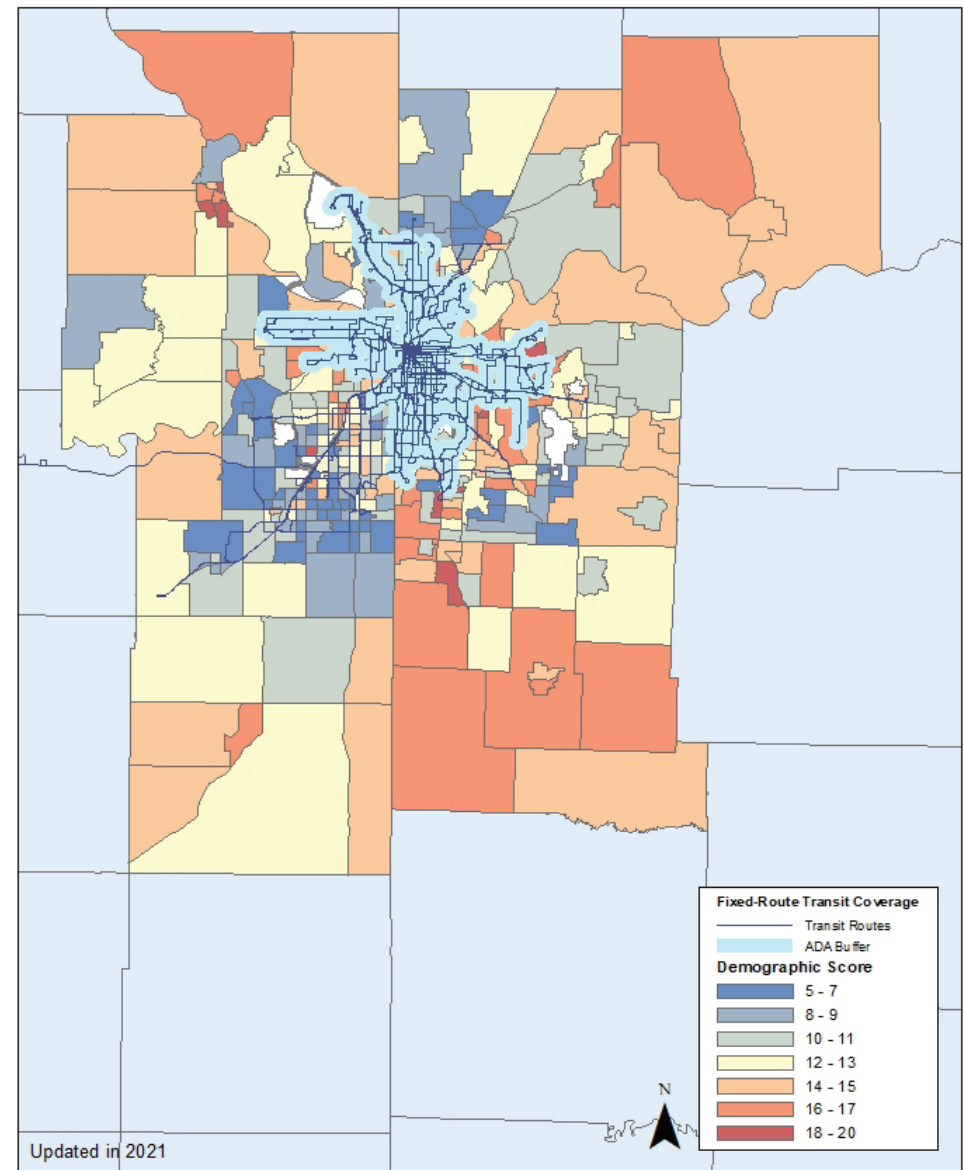 Fixed-Route Transit Coverage
Transit Routes
ADA Buffer
Demographic Score
5 - 7
8 - 9
10 - 11
12 - 13
14 - 15
16 - 17
18 - 20
N
Updated in 2021